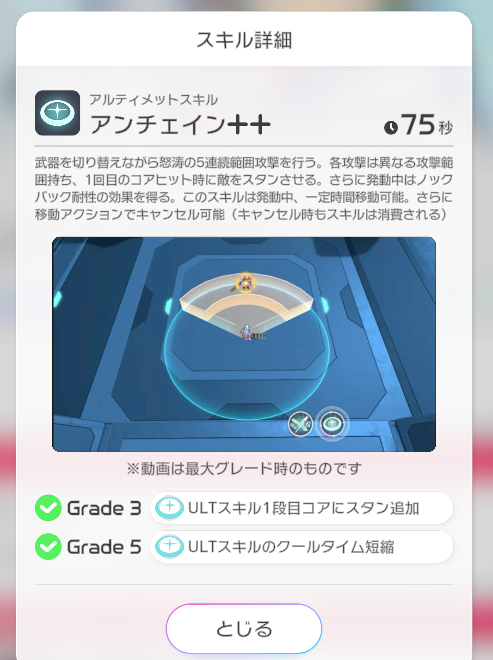 スキル詳細
アルティメットスキル
アンチェイン++
75秒
武器を切り替えながら怒涛の5連続範囲攻撃を行う。各攻撃は異なる攻撃範
囲持ち、1回目のコアヒット時に敵をスタンさせる。さらに発動中はノック
バック耐性の効果を得る。このスキルは発動中、一定時間移動可能。さらに
移動アクションでキャンセル可能（キャンセル時もスキルは消費される）
※動画は最大グレード時のものです
Grade 3 ULTスキル1段目コアにスタン追加
Grade 5 ULTスキルのクールタイム短縮
とじる